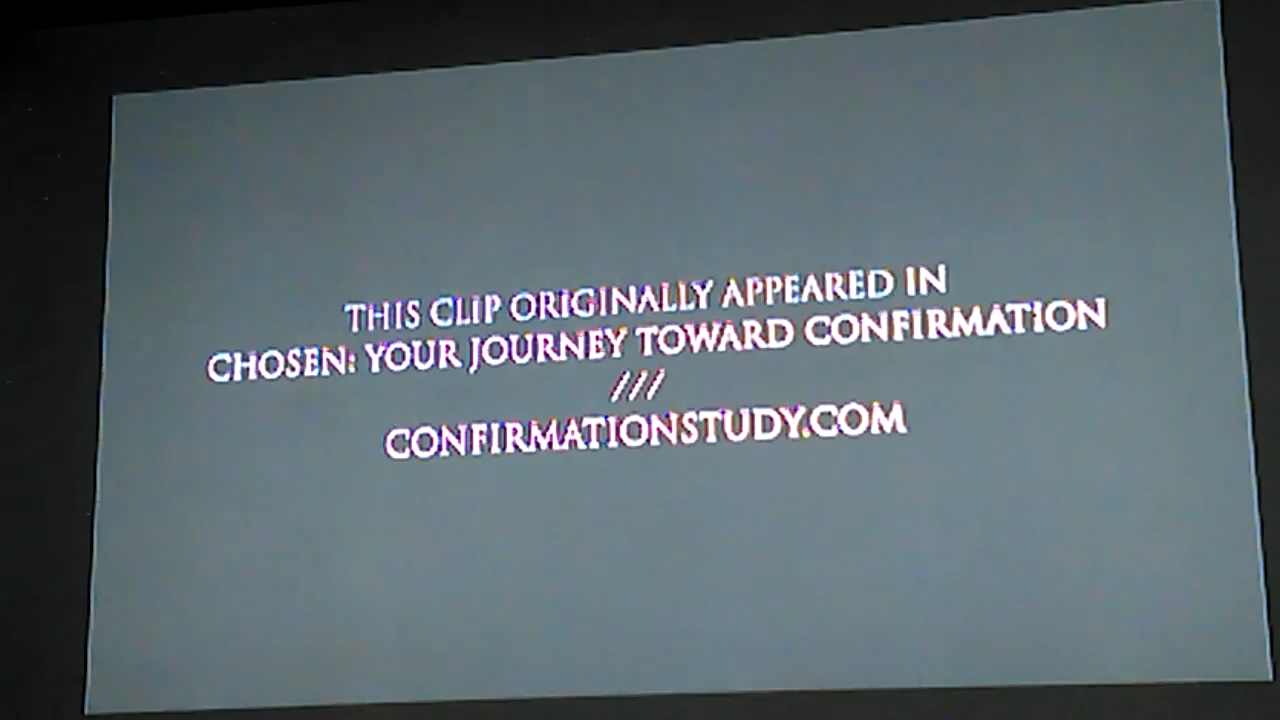 THIS CLIP ORIGINALLY APPEARED IN
CHOSEN: YOUR JOURNEY TOWARD CONFIRMATION
///
CONFIRMATIONSTUDY.COM